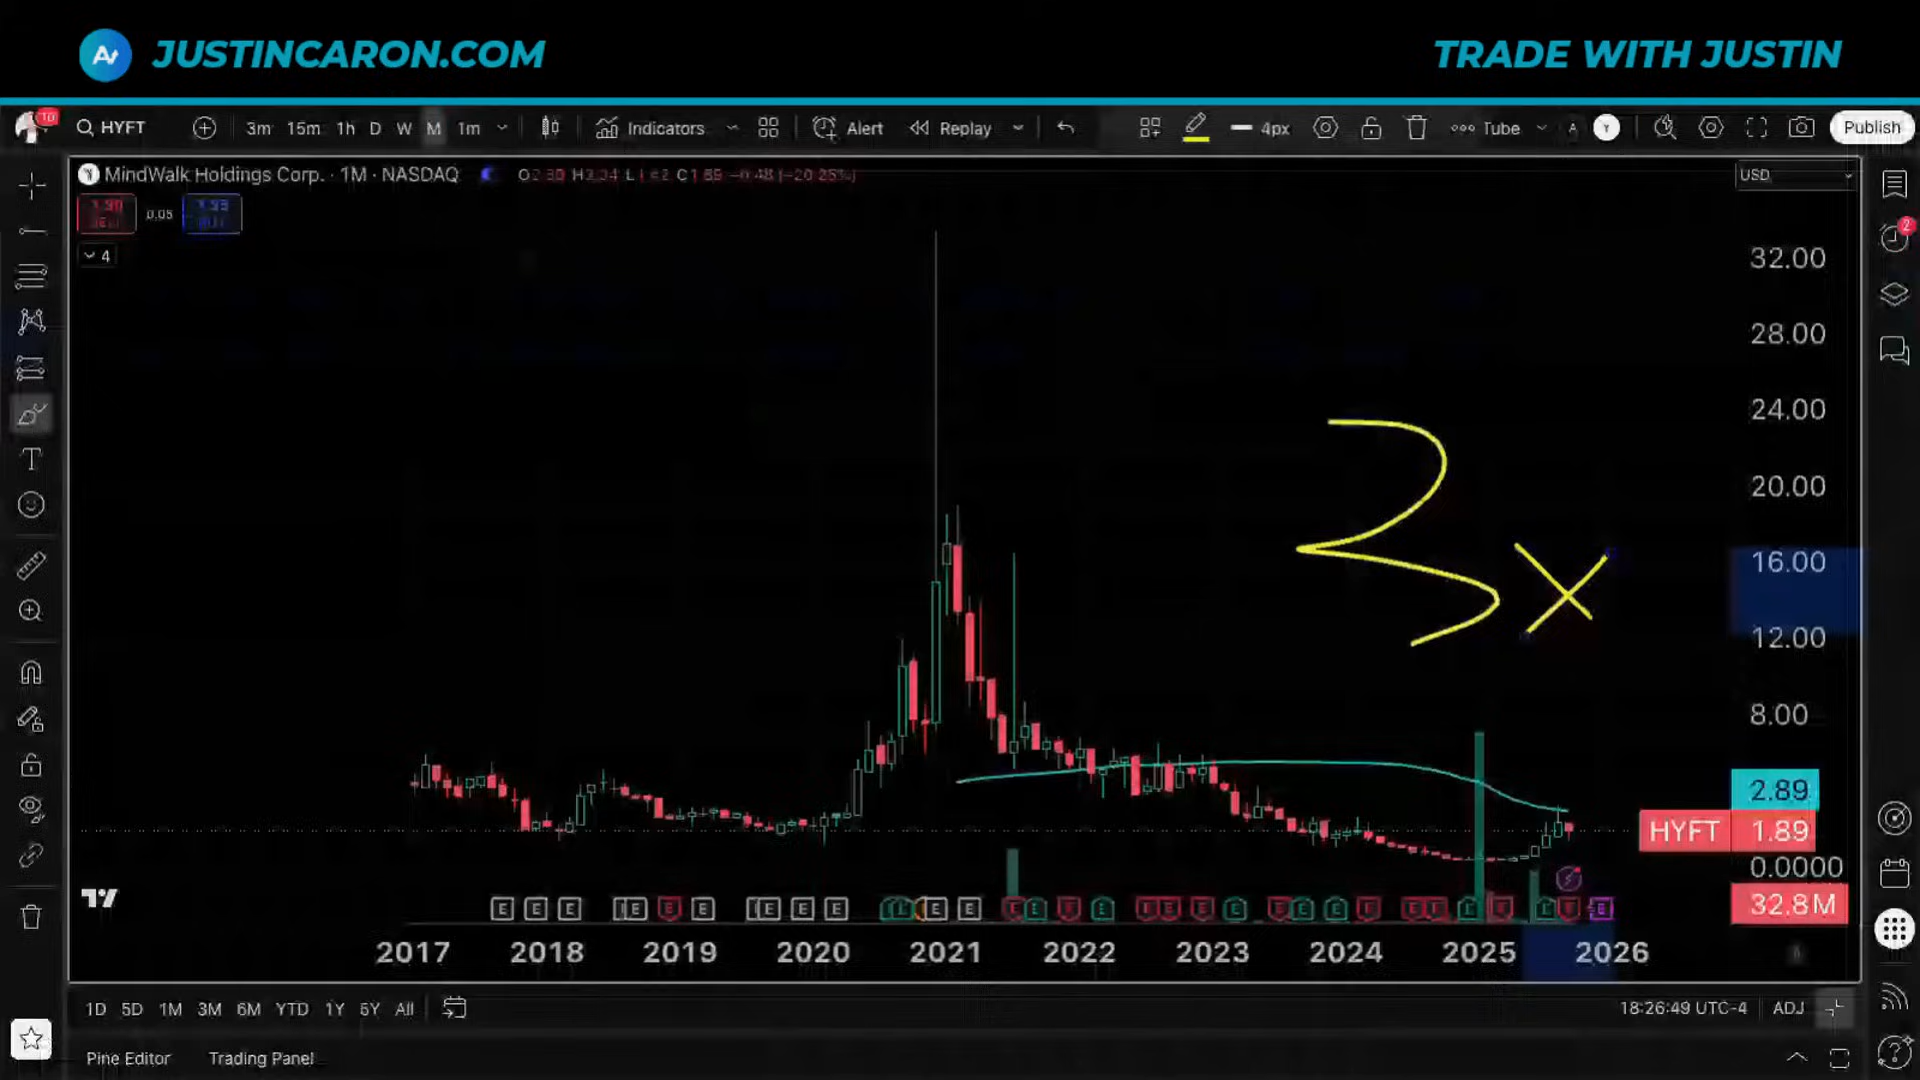 JUSTINCARON.COM
TRADE WITH JUSTIN
10
HYFT 3m 15m 1h D W M 1m Indicators Alert Replay 4px Tube A Y Publish
MindWalk Holdings Corp. · 1M · NASDAQ
USD
2
0.05
4
32.00
28.00
24.00
20.00
16.00
12.00
8.00
3x
2.89
HYFT 1.89
0.0000
32.8M
2017 2018 2019 2020 2021 2022 2023 2024 2025 2026
1D 5D 1M 3M 6M YTD 1Y 5Y All
18:26:49 UTC-4 ADJ
Pine Editor Trading Panel